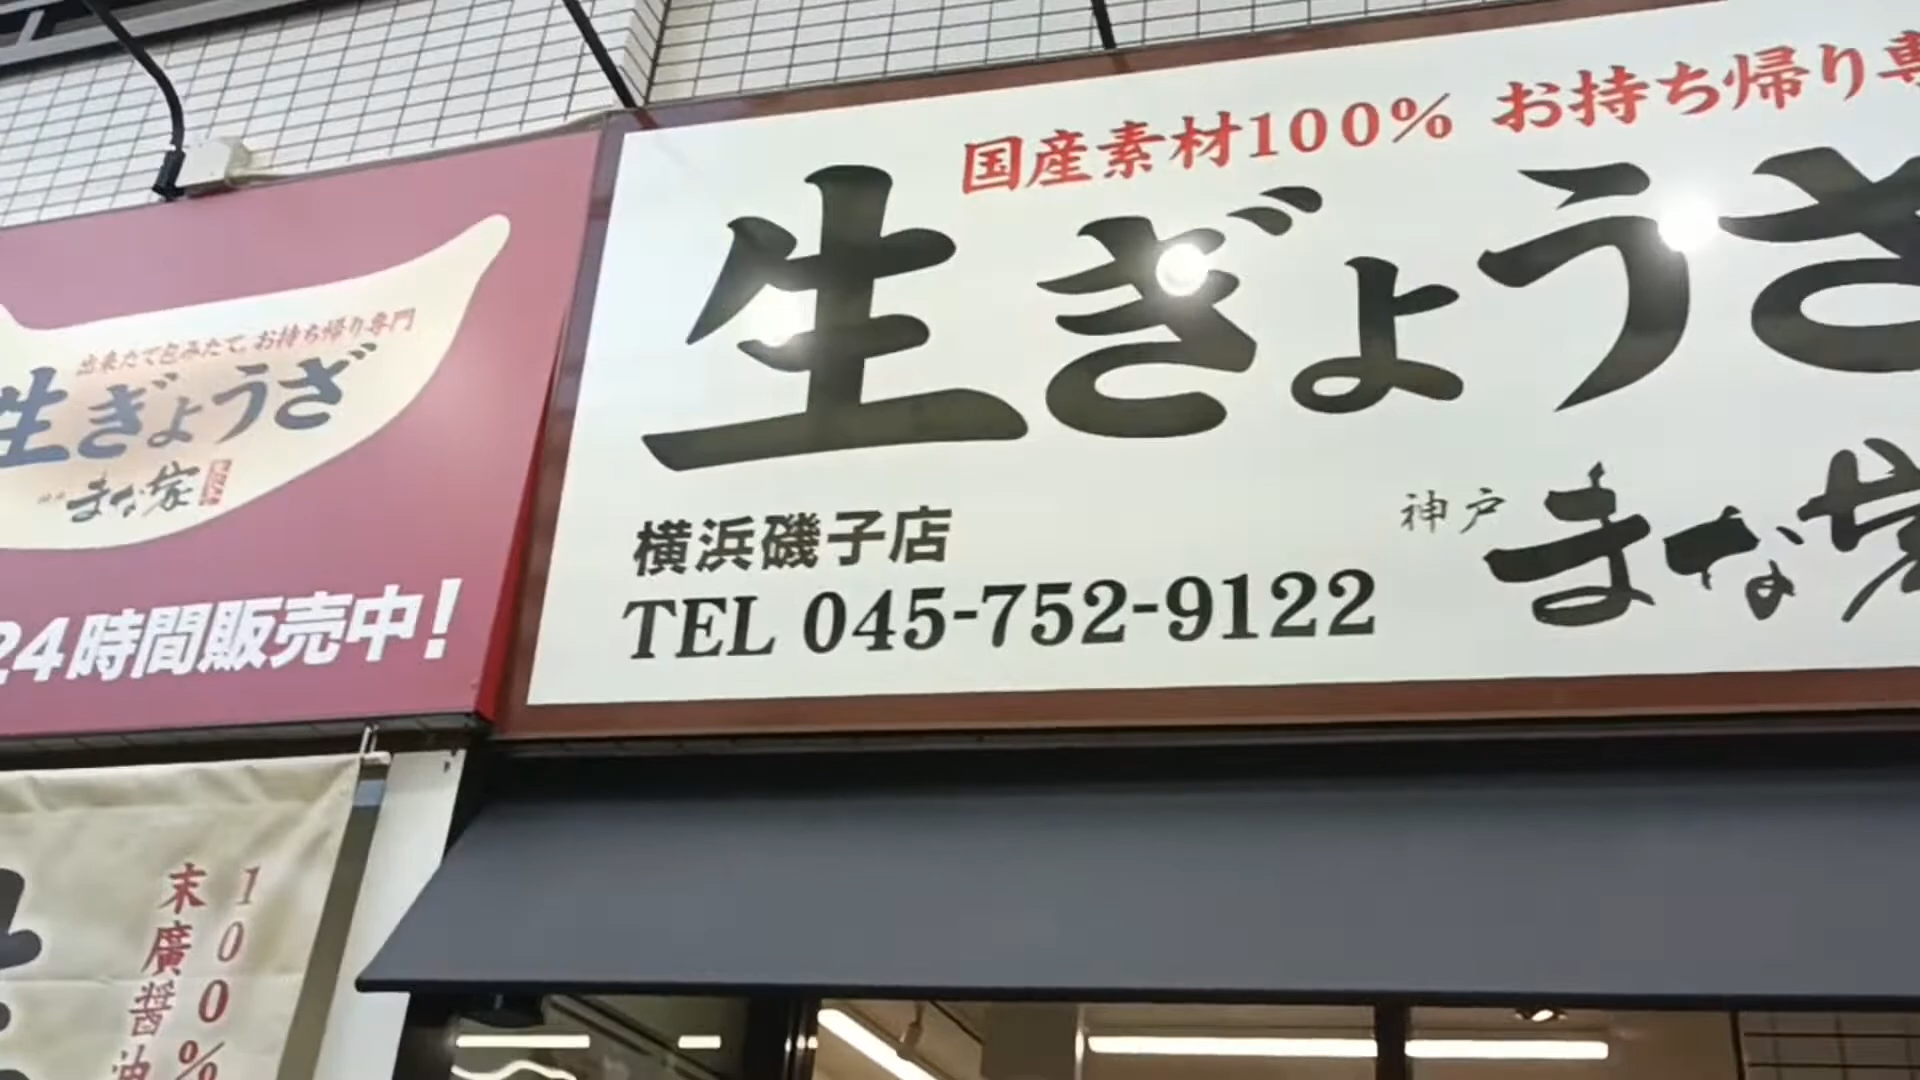 出来たて包みたて、お持ち帰り専門
生ぎょうざ
まな家
24時間販売中!
国産素材100% お持ち帰り専
生ぎょうざ
横浜磯子店
TEL 045-752-9122
神戸
まな家
100%
末廣醤油